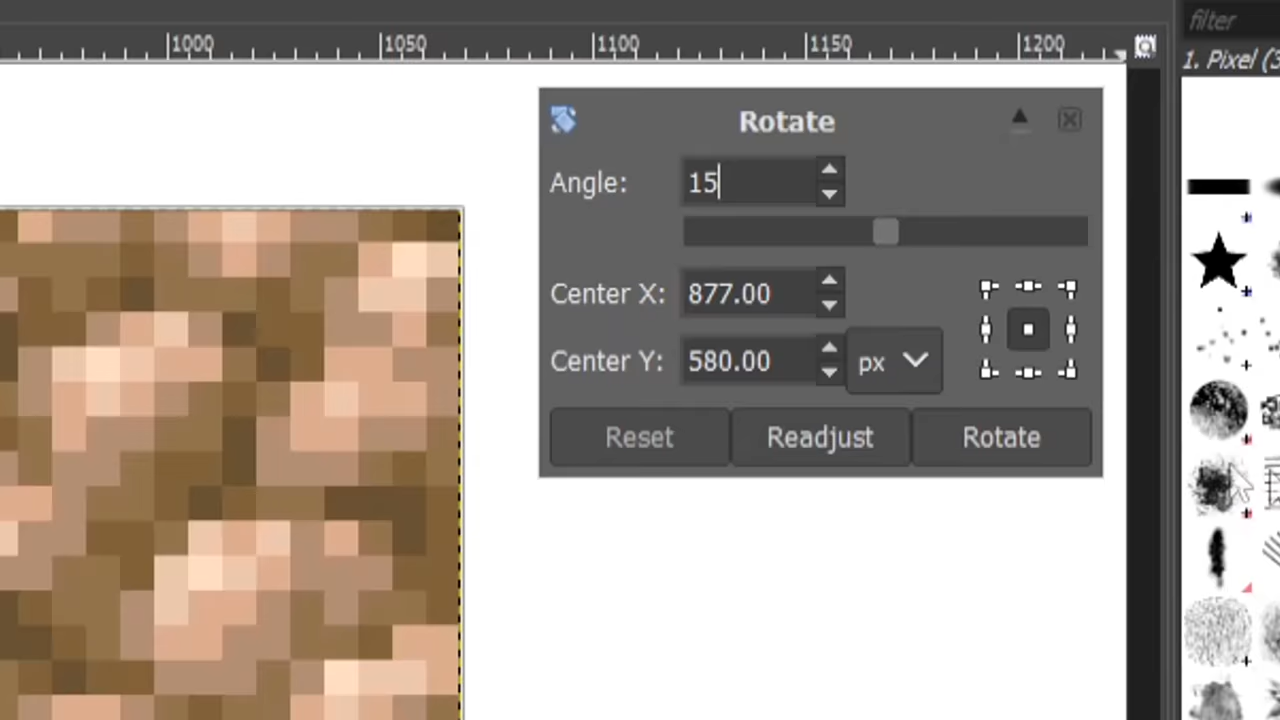 filter
1000 1050 1100 1150 1200
1. Pixel (3
Rotate
Angle: 15
Center X: 877.00
Center Y: 580.00 px
Reset Readjust Rotate